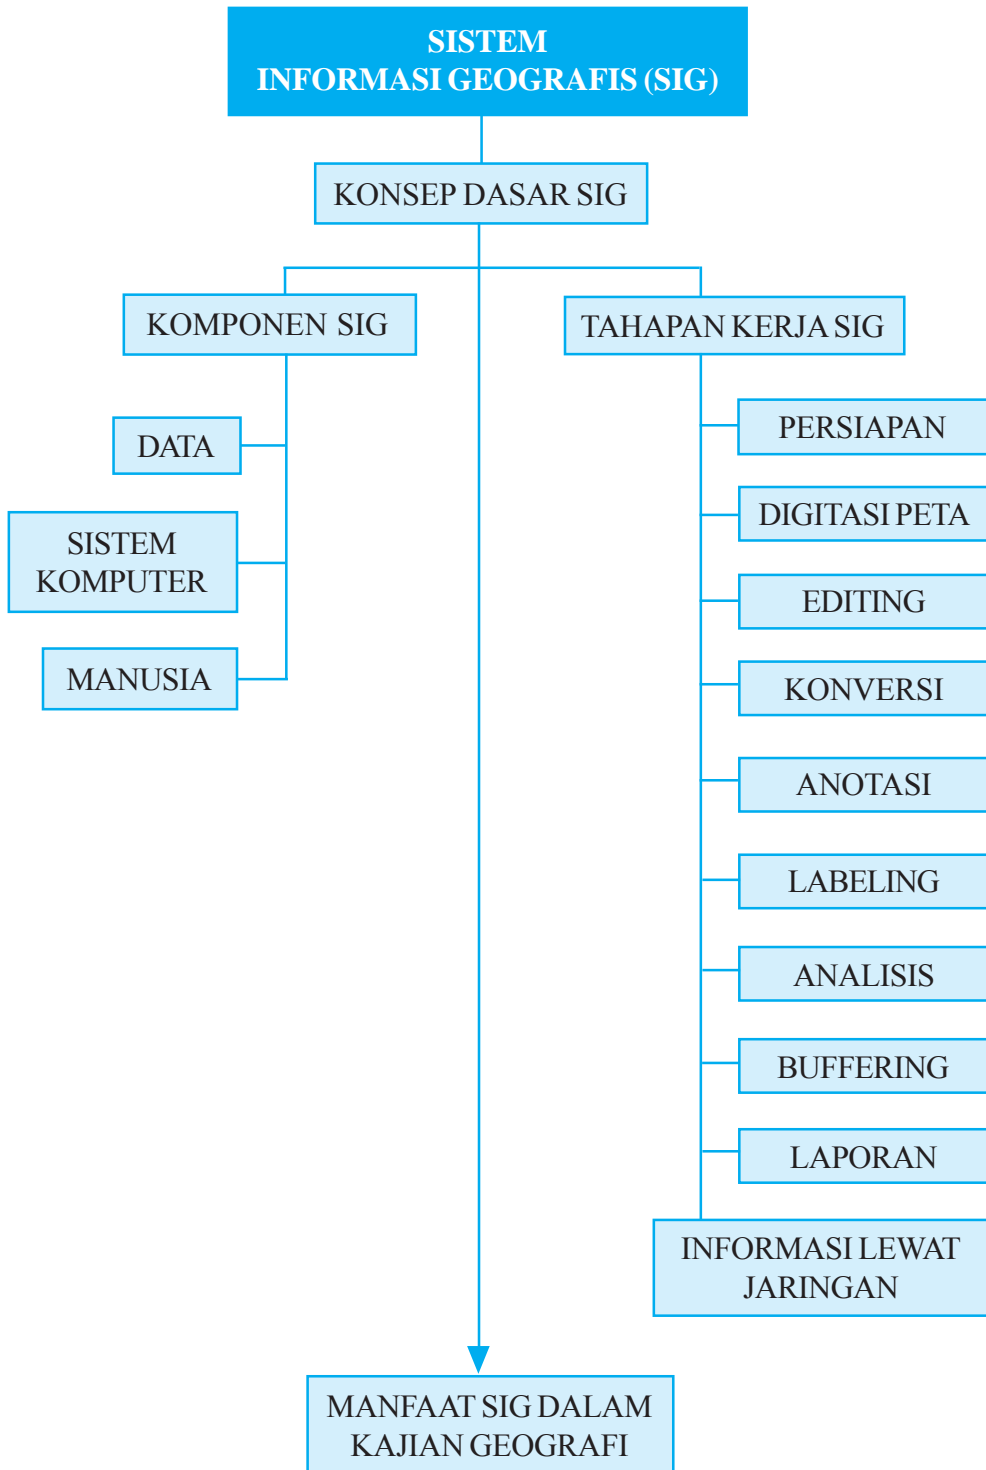 SISTEM
INFORMASI GEOGRAFIS (SIG)
KONSEP DASAR SIG
KOMPONEN SIG
DATA
SISTEM
KOMPUTER
MANUSIA
TAHAPAN KERJA SIG
PERSIAPAN
DIGITASI PETA
EDITING
KONVERSI
ANOTASI
LABELING
ANALISIS
BUFFERING
LAPORAN
INFORMASI LEWAT
JARINGAN
MANFAAT SIG DALAM
KAJIAN GEOGRAFI